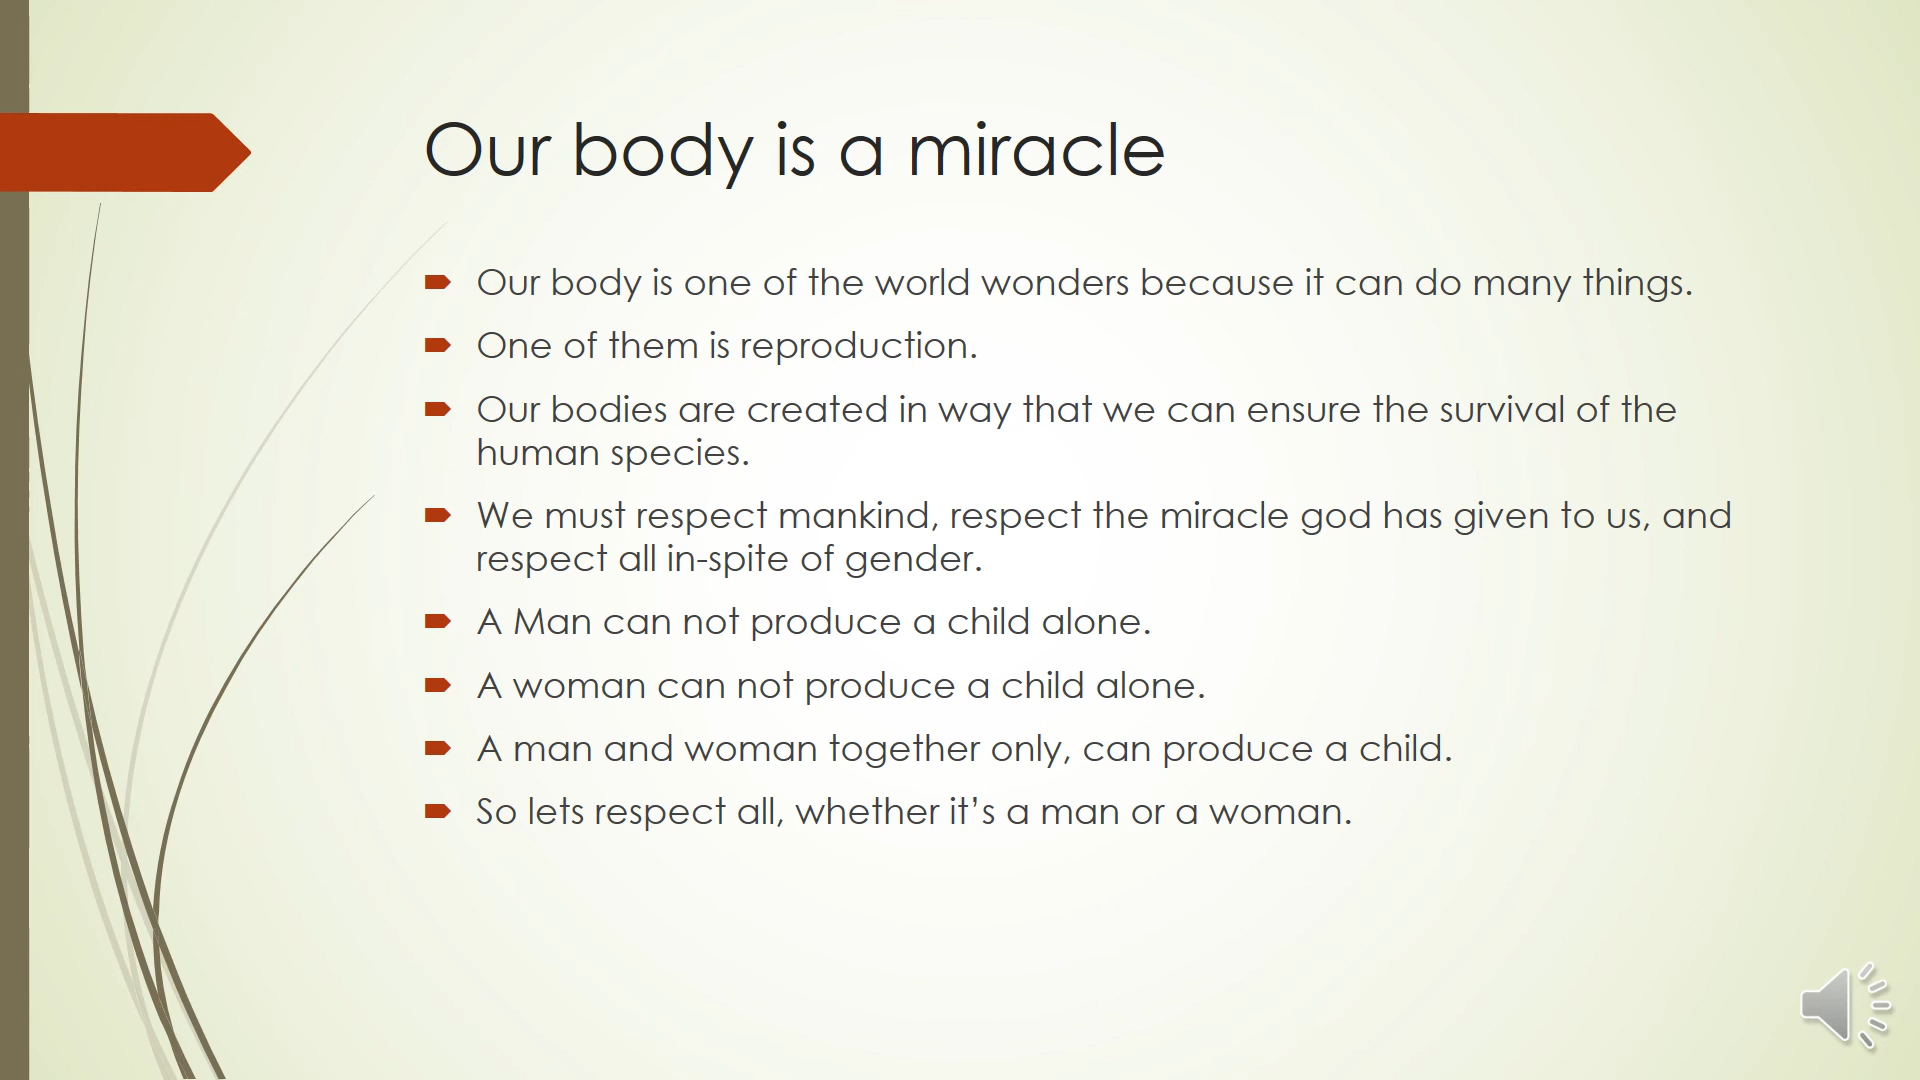 Our body is a miracle
Our body is one of the world wonders because it can do many things.
One of them is reproduction.
Our bodies are created in way that we can ensure the survival of the
human species.
We must respect mankind, respect the miracle god has given to us, and
respect all in-spite of gender.
A Man can not produce a child alone.
A woman can not produce a child alone.
A man and woman together only, can produce a child.
So lets respect all, whether it’s a man or a woman.